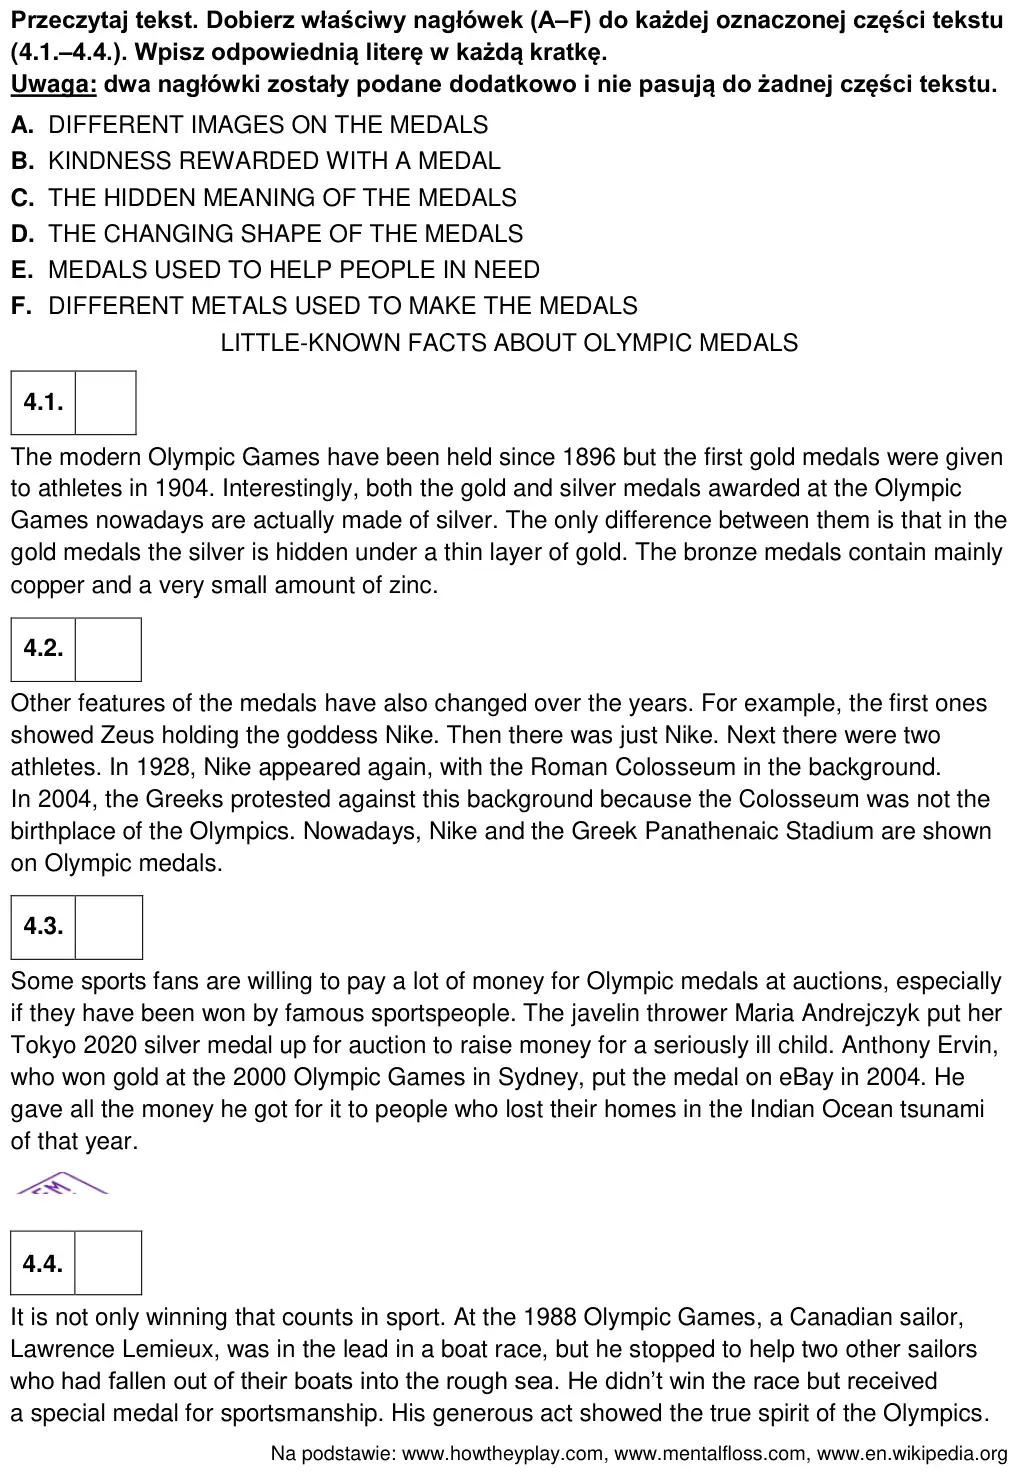 Przeczytaj tekst. Dobierz właściwy nagłówek (A–F) do każdej oznaczonej części tekstu
(4.1.–4.4.). Wpisz odpowiednią literę w każdą kratkę.
Uwaga: dwa nagłówki zostały podane dodatkowo i nie pasują do żadnej części tekstu.
A. DIFFERENT IMAGES ON THE MEDALS
B. KINDNESS REWARDED WITH A MEDAL
C. THE HIDDEN MEANING OF THE MEDALS
D. THE CHANGING SHAPE OF THE MEDALS
E. MEDALS USED TO HELP PEOPLE IN NEED
F. DIFFERENT METALS USED TO MAKE THE MEDALS
LITTLE-KNOWN FACTS ABOUT OLYMPIC MEDALS
4.1.
The modern Olympic Games have been held since 1896 but the first gold medals were given
to athletes in 1904. Interestingly, both the gold and silver medals awarded at the Olympic
Games nowadays are actually made of silver. The only difference between them is that in the
gold medals the silver is hidden under a thin layer of gold. The bronze medals contain mainly
copper and a very small amount of zinc.
4.2.
Other features of the medals have also changed over the years. For example, the first ones
showed Zeus holding the goddess Nike. Then there was just Nike. Next there were two
athletes. In 1928, Nike appeared again, with the Roman Colosseum in the background.
In 2004, the Greeks protested against this background because the Colosseum was not the
birthplace of the Olympics. Nowadays, Nike and the Greek Panathenaic Stadium are shown
on Olympic medals.
4.3.
Some sports fans are willing to pay a lot of money for Olympic medals at auctions, especially
if they have been won by famous sportspeople. The javelin thrower Maria Andrejczyk put her
Tokyo 2020 silver medal up for auction to raise money for a seriously ill child. Anthony Ervin,
who won gold at the 2000 Olympic Games in Sydney, put the medal on eBay in 2004. He
gave all the money he got for it to people who lost their homes in the Indian Ocean tsunami
of that year.
4.4.
It is not only winning that counts in sport. At the 1988 Olympic Games, a Canadian sailor,
Lawrence Lemieux, was in the lead in a boat race, but he stopped to help two other sailors
who had fallen out of their boats into the rough sea. He didn’t win the race but received
a special medal for sportsmanship. His generous act showed the true spirit of the Olympics.
Na podstawie: www.howtheyplay.com, www.mentalfloss.com, www.en.wikipedia.org